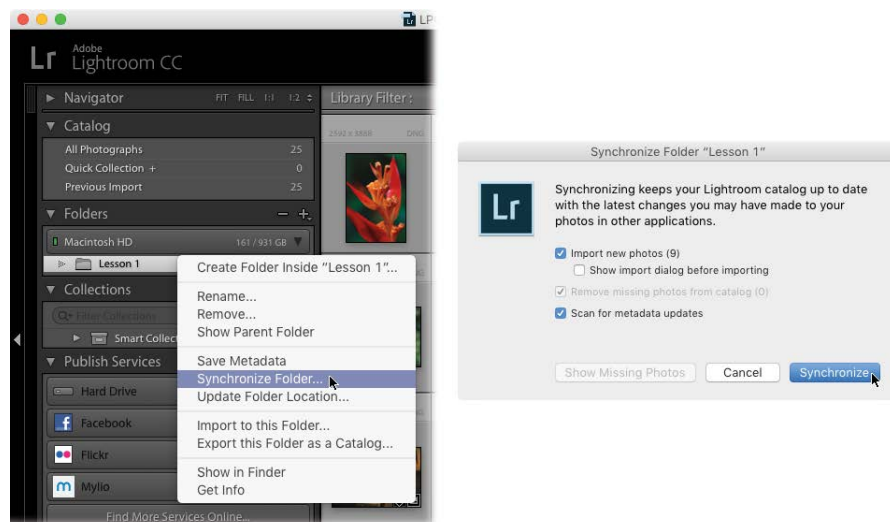 LP
Lr Adobe
Lightroom CC
Navigator FIT FILL 1:1 1:2
Library Filter :
Catalog
All Photographs 25
Quick Collection + 0
Previous Import 25
DNG
Folders
Macintosh HD 161 / 931 GB
Lesson 1
Create Folder Inside “Lesson 1”...
Rename...
Remove...
Show Parent Folder
Save Metadata
Synchronize Folder...
Update Folder Location...
Import to this Folder...
Export this Folder as a Catalog...
Show in Finder
Get Info
Collections
Filter Collections
Smart Collec
Publish Services
Hard Drive
Facebook
Flickr
Mylio
Find More Services Online...
Synchronize Folder “Lesson 1”
Lr
Synchronizing keeps your Lightroom catalog up to date
with the latest changes you may have made to your
photos in other applications.
Import new photos (9)
Show import dialog before importing
Remove missing photos from catalog (0)
Scan for metadata updates
Show Missing Photos Cancel Synchronize